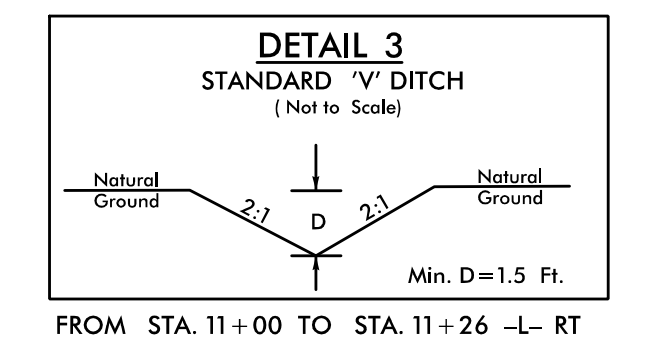 DETAIL 3
STANDARD 'V' DITCH
( Not to Scale)
Natural
Ground
2:1
D
2:1
Natural
Ground
Min. D=1.5 Ft.
FROM STA. 11+00 TO STA. 11+26 -L- RT